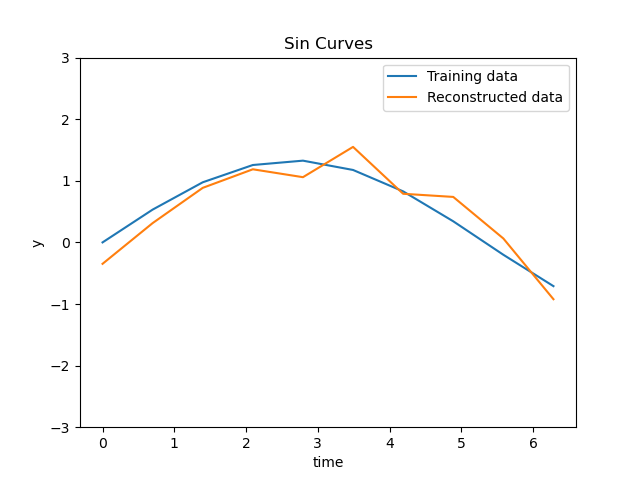 Sin Curves
Training data
Reconstructed data
3
2
1
0
−1
−2
−3
y
0 1 2 3 4 5 6
time